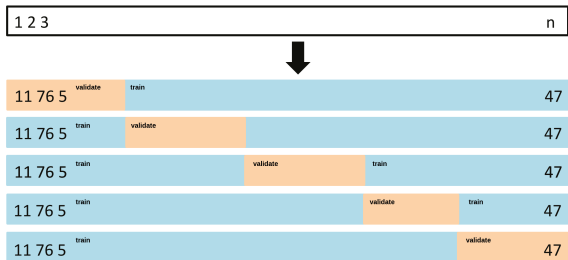 1 2 3 n
validate train
11 76 5 47
train validate
11 76 5 47
train validate train
11 76 5 47
train validate train
11 76 5 47
train validate
11 76 5 47